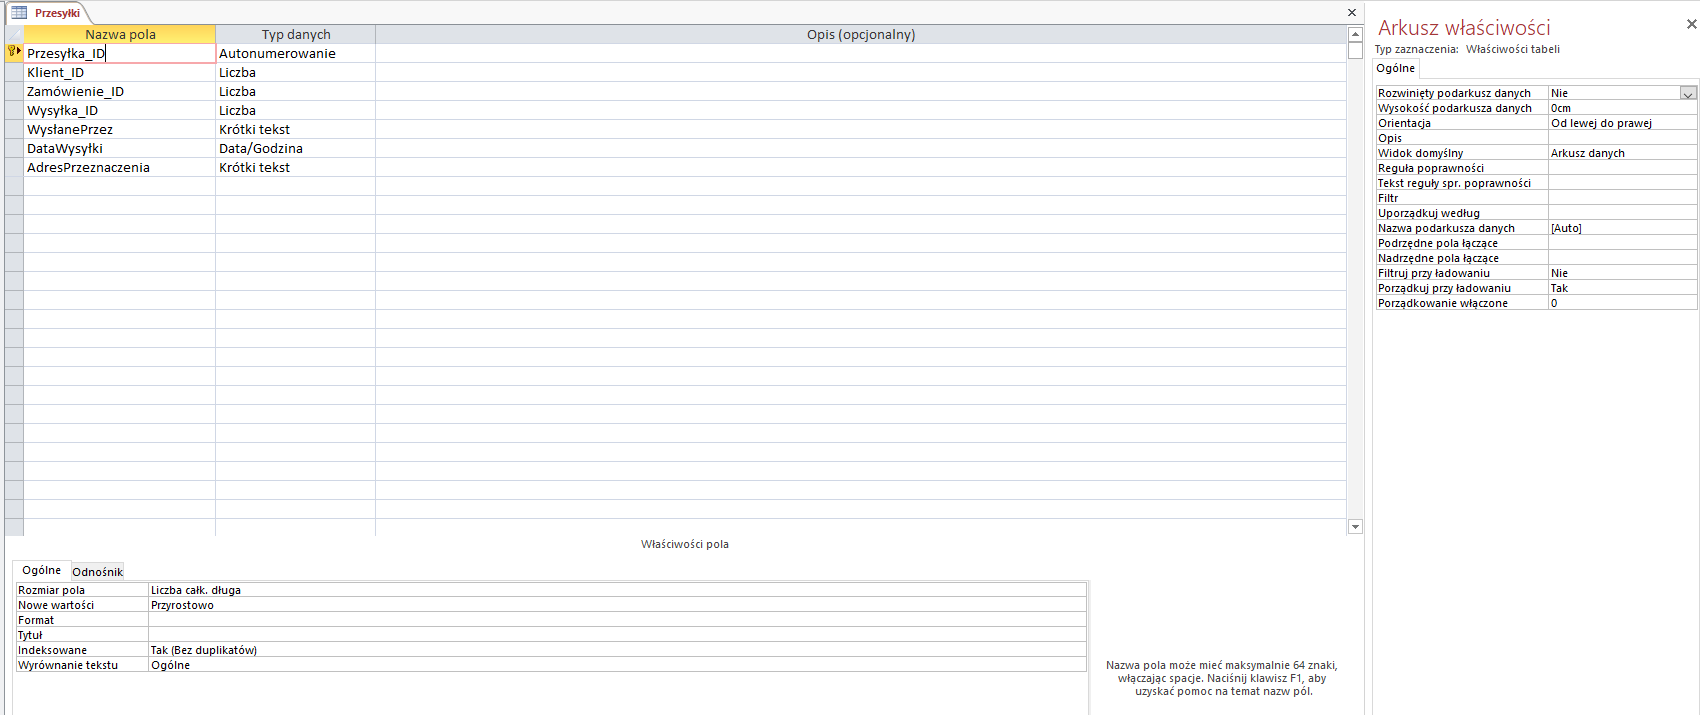 Przesyłki
Nazwa pola Typ danych Opis (opcjonalny)
Przesyłka_ID Autonumerowanie
Klient_ID Liczba
Zamówienie_ID Liczba
Wysyłka_ID Liczba
WysłanePrzez Krótki tekst
DataWysyłki Data/Godzina
AdresPrzeznaczenia Krótki tekst
Właściwości pola
Ogólne Odnośnik
Rozmiar pola Liczba całk. długa
Nowe wartości Przyrostowo
Format
Tytuł
Indeksowane Tak (Bez duplikatów)
Wyrównanie tekstu Ogólne
Nazwa pola może mieć maksymalnie 64 znaki,
włączając spacje. Naciśnij klawisz F1, aby
uzyskać pomoc na temat nazw pól.
Arkusz właściwości
Typ zaznaczenia: Właściwości tabeli
Ogólne
Rozwinięty podarkusz danych Nie
Wysokość podarkusza danych 0cm
Orientacja Od lewej do prawej
Opis
Widok domyślny Arkusz danych
Reguła poprawności
Tekst reguły spr. poprawności
Filtr
Uporządkuj według
Nazwa podarkusza danych [Auto]
Podrzędne pola łączące
Nadrzędne pola łączące
Filtruj przy ładowaniu Nie
Porządkuj przy ładowaniu Tak
Porządkowanie włączone 0